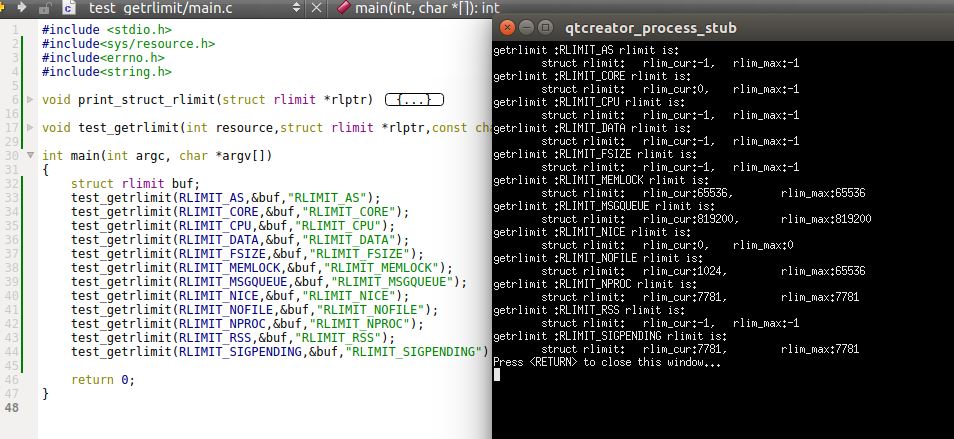 test_getrlimit/main.c
main(int, char *[]): int
1 #include <stdio.h>
2 #include<sys/resource.h>
3 #include<errno.h>
4 #include<string.h>
5
6 void print_struct_rlimit(struct rlimit *rlptr) {...}
16
17 void test_getrlimit(int resource,struct rlimit *rlptr,const cha
29
30 int main(int argc, char *argv[])
31 {
32 struct rlimit buf;
33 test_getrlimit(RLIMIT_AS,&buf,"RLIMIT_AS");
34 test_getrlimit(RLIMIT_CORE,&buf,"RLIMIT_CORE");
35 test_getrlimit(RLIMIT_CPU,&buf,"RLIMIT_CPU");
36 test_getrlimit(RLIMIT_DATA,&buf,"RLIMIT_DATA");
37 test_getrlimit(RLIMIT_FSIZE,&buf,"RLIMIT_FSIZE");
38 test_getrlimit(RLIMIT_MEMLOCK,&buf,"RLIMIT_MEMLOCK");
39 test_getrlimit(RLIMIT_MSGQUEUE,&buf,"RLIMIT_MSGQUEUE");
40 test_getrlimit(RLIMIT_NICE,&buf,"RLIMIT_NICE");
41 test_getrlimit(RLIMIT_NOFILE,&buf,"RLIMIT_NOFILE");
42 test_getrlimit(RLIMIT_NPROC,&buf,"RLIMIT_NPROC");
43 test_getrlimit(RLIMIT_RSS,&buf,"RLIMIT_RSS");
44 test_getrlimit(RLIMIT_SIGPENDING,&buf,"RLIMIT_SIGPENDING")
45
46 return 0;
47 }
48
qtcreator_process_stub
getrlimit :RLIMIT_AS rlimit is:
struct rlimit: rlim_cur:-1, rlim_max:-1
getrlimit :RLIMIT_CORE rlimit is:
struct rlimit: rlim_cur:0, rlim_max:-1
getrlimit :RLIMIT_CPU rlimit is:
struct rlimit: rlim_cur:-1, rlim_max:-1
getrlimit :RLIMIT_DATA rlimit is:
struct rlimit: rlim_cur:-1, rlim_max:-1
getrlimit :RLIMIT_FSIZE rlimit is:
struct rlimit: rlim_cur:-1, rlim_max:-1
getrlimit :RLIMIT_MEMLOCK rlimit is:
struct rlimit: rlim_cur:65536, rlim_max:65536
getrlimit :RLIMIT_MSGQUEUE rlimit is:
struct rlimit: rlim_cur:819200, rlim_max:819200
getrlimit :RLIMIT_NICE rlimit is:
struct rlimit: rlim_cur:0, rlim_max:0
getrlimit :RLIMIT_NOFILE rlimit is:
struct rlimit: rlim_cur:1024, rlim_max:65536
getrlimit :RLIMIT_NPROC rlimit is:
struct rlimit: rlim_cur:7781, rlim_max:7781
getrlimit :RLIMIT_RSS rlimit is:
struct rlimit: rlim_cur:-1, rlim_max:-1
getrlimit :RLIMIT_SIGPENDING rlimit is:
struct rlimit: rlim_cur:7781, rlim_max:7781
Press <RETURN> to close this window...